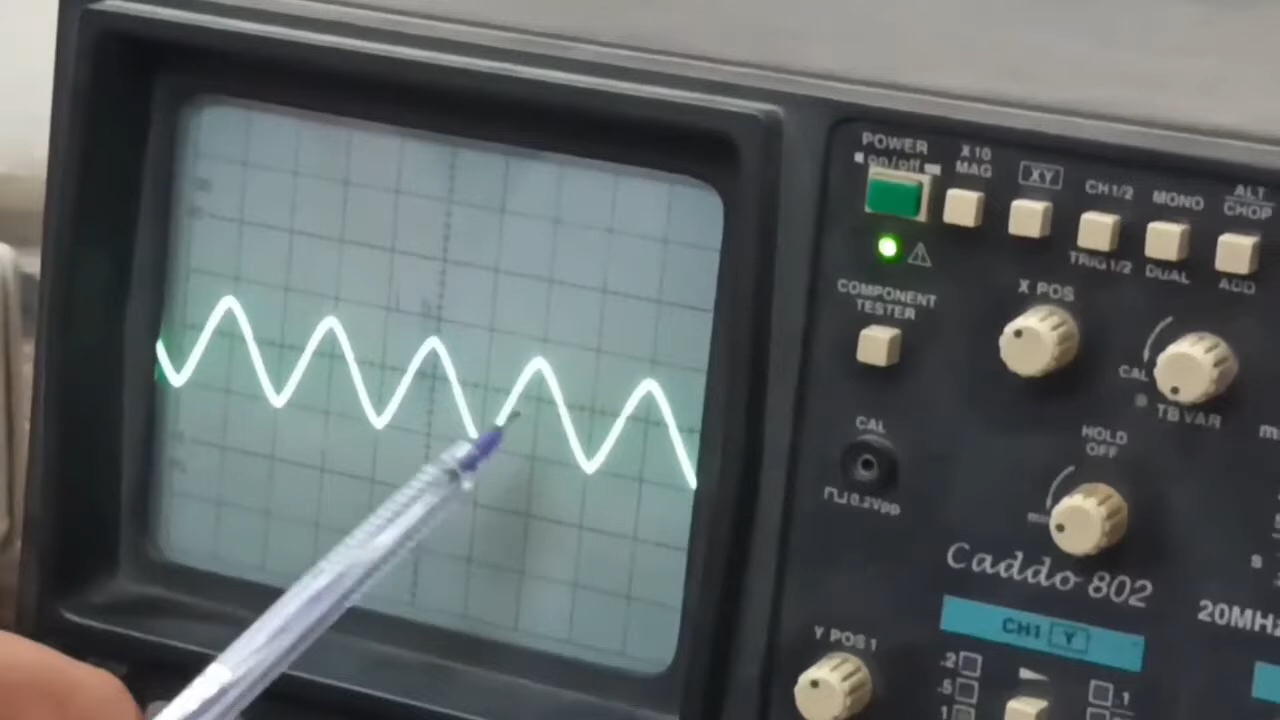 POWER
on/off
X10
MAG
XY
CH1/2
TRIG1/2
MONO
DUAL
ALT
CHOP
ADD
COMPONENT
TESTER
X POS
CAL
TB VAR
CAL
0.2Vpp
HOLD
OFF
Caddo 802
20MHz
CH1 Y
Y POS 1
.2
.5
1
.1